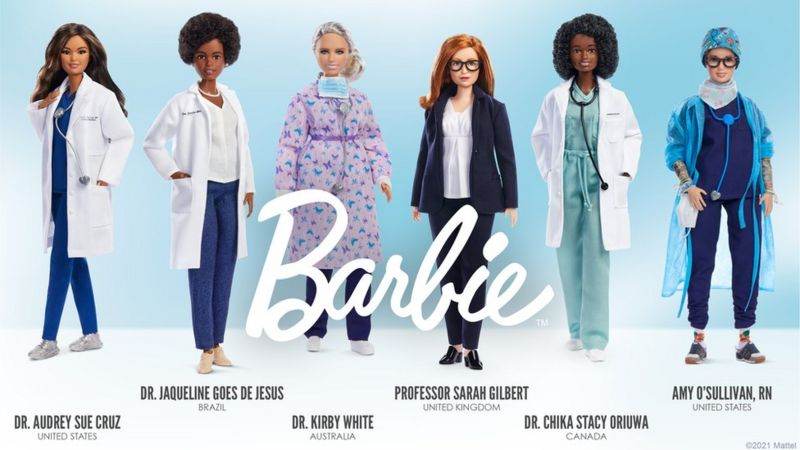 Barbie
TM
DR. JAQUELINE GOES DE JESUS
BRAZIL
PROFESSOR SARAH GILBERT
UNITED KINGDOM
AMY O'SULLIVAN, RN
UNITED STATES
DR. AUDREY SUE CRUZ
UNITED STATES
DR. KIRBY WHITE
AUSTRALIA
DR. CHIKA STACY ORIUWA
CANADA
©2021 Mattel